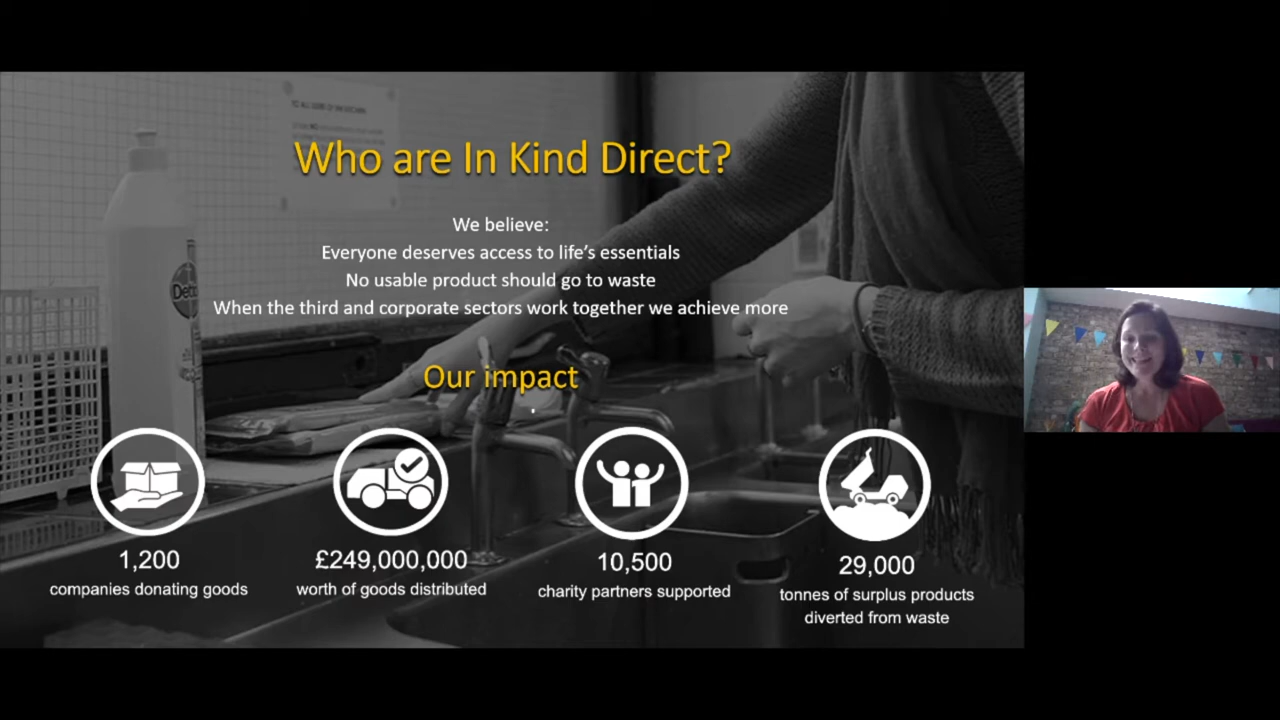 Who are In Kind Direct?
We believe:
Everyone deserves access to life's essentials
No usable product should go to waste
When the third and corporate sectors work together we achieve more
Our impact
1,200
companies donating goods
£249,000,000
worth of goods distributed
10,500
charity partners supported
29,000
tonnes of surplus products
diverted from waste